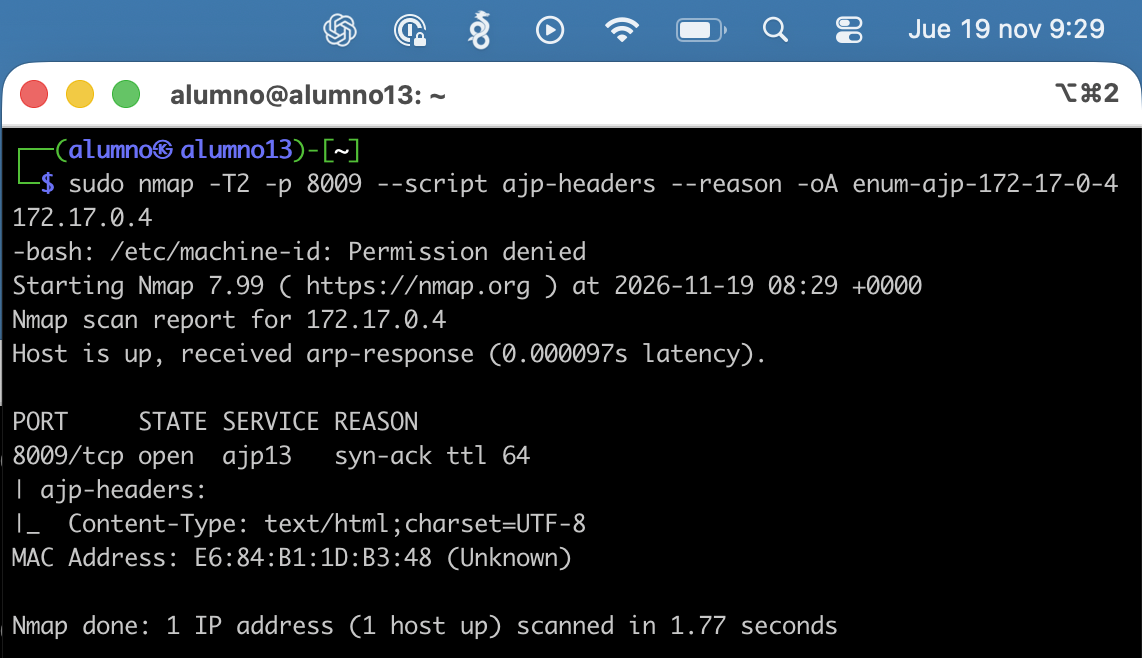 Jue 19 nov 9:29
alumno@alumno13: ~
⌥⌘2
┌──(alumno㉿ alumno13)-[~]
└─$ sudo nmap -T2 -p 8009 --script ajp-headers --reason -oA enum-ajp-172-17-0-4
172.17.0.4
-bash: /etc/machine-id: Permission denied
Starting Nmap 7.99 ( https://nmap.org ) at 2026-11-19 08:29 +0000
Nmap scan report for 172.17.0.4
Host is up, received arp-response (0.000097s latency).
PORT     STATE SERVICE REASON
8009/tcp open  ajp13   syn-ack ttl 64
| ajp-headers:
|_  Content-Type: text/html;charset=UTF-8
MAC Address: E6:84:B1:1D:B3:48 (Unknown)
Nmap done: 1 IP address (1 host up) scanned in 1.77 seconds